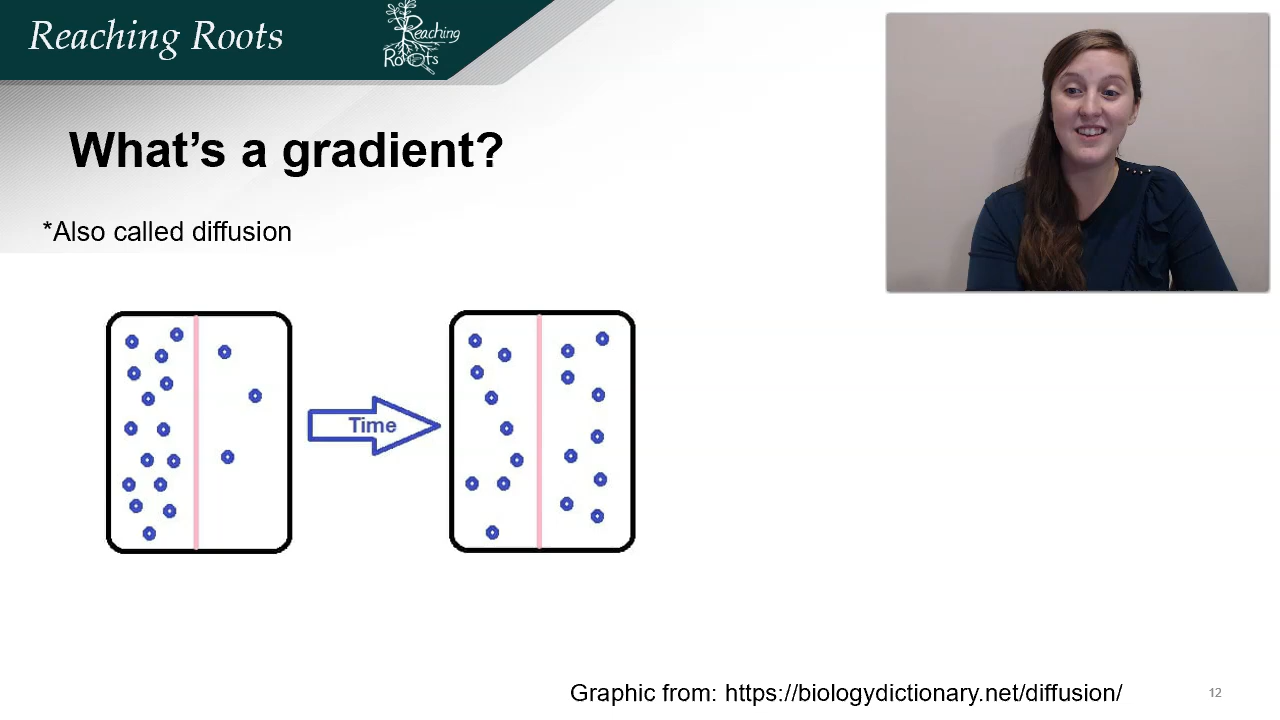 Reaching Roots
Reaching
Roots
What's a gradient?
*Also called diffusion
Time
Graphic from: https://biologydictionary.net/diffusion/
12